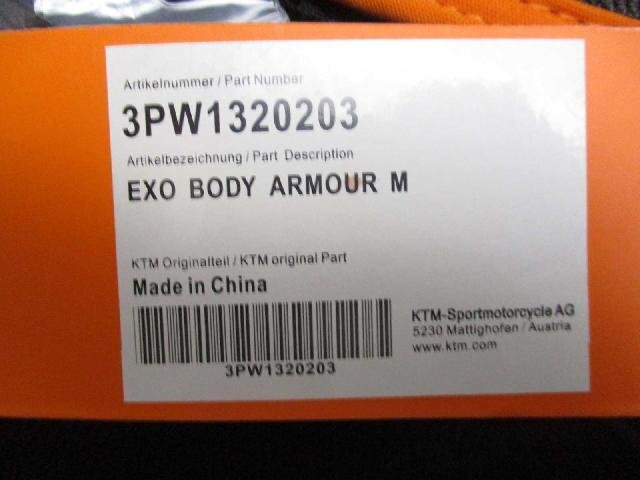 Artikelnummer / Part Number
3PW1320203
Artikelbezeichnung / Part Description
EXO BODY ARMOUR M
KTM Originalteil / KTM original Part
Made in China
3PW1320203
KTM-Sportmotorcycle AG
5230 Mattighofen / Austria
www.ktm.com